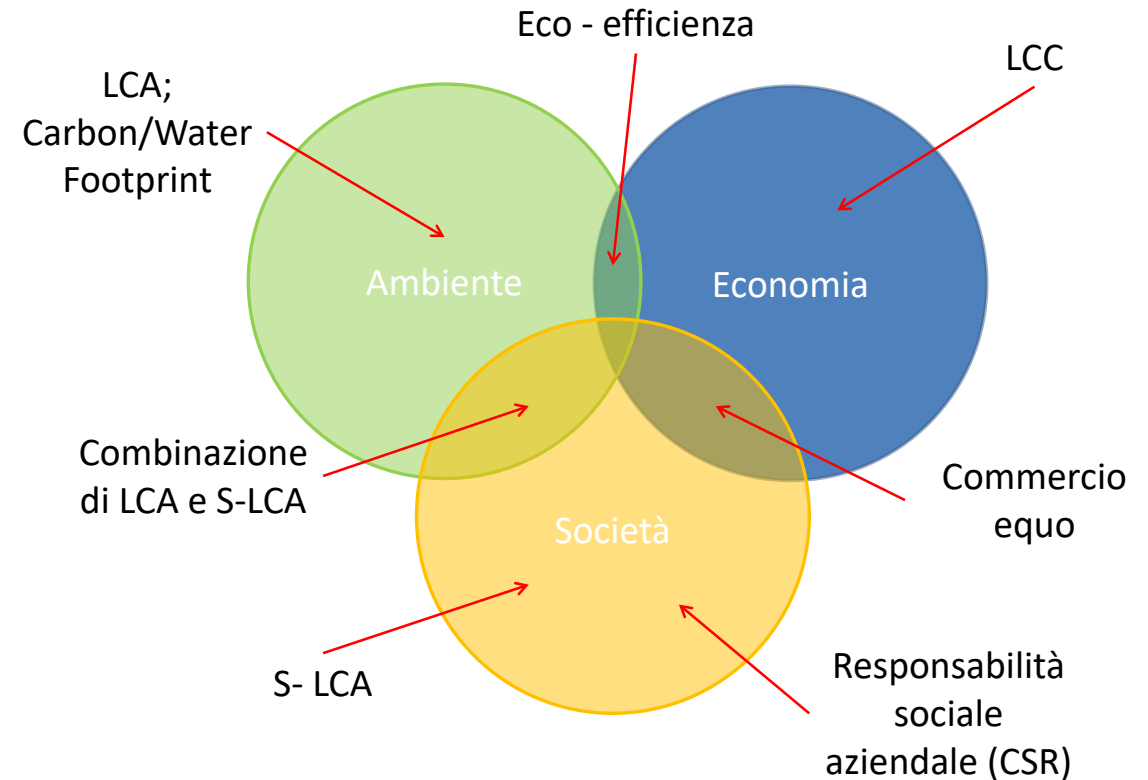 Eco - efficienza
LCC
LCA;
Carbon/Water
Footprint
Ambiente
Economia
Combinazione
di LCA e S-LCA
Commercio
equo
Società
S- LCA
Responsabilità
sociale
aziendale (CSR)